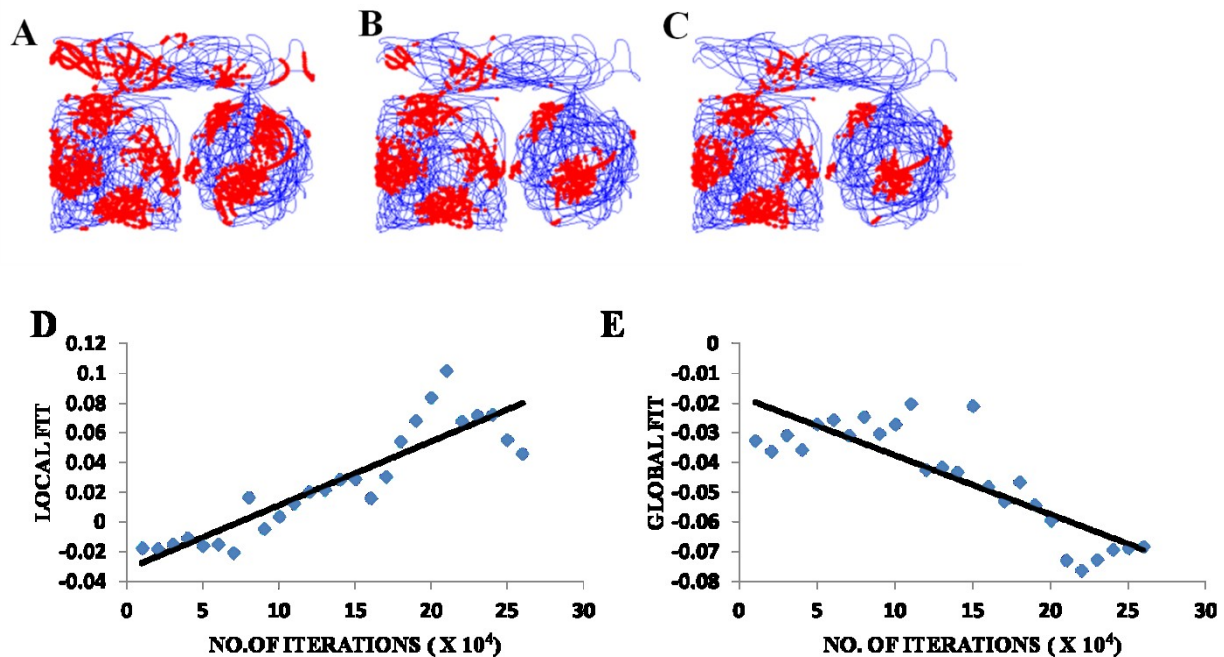 A
B
C
D
LOCAL FIT
0.12
0.1
0.08
0.06
0.04
0.02
0
-0.02
-0.04
0 5 10 15 20 25 30
NO.OF ITERATIONS ( X 10⁴)
E
GLOBAL FIT
0
-0.01
-0.02
-0.03
-0.04
-0.05
-0.06
-0.07
-0.08
0 5 10 15 20 25 30
NO. OF ITERATIONS ( X 10⁴)